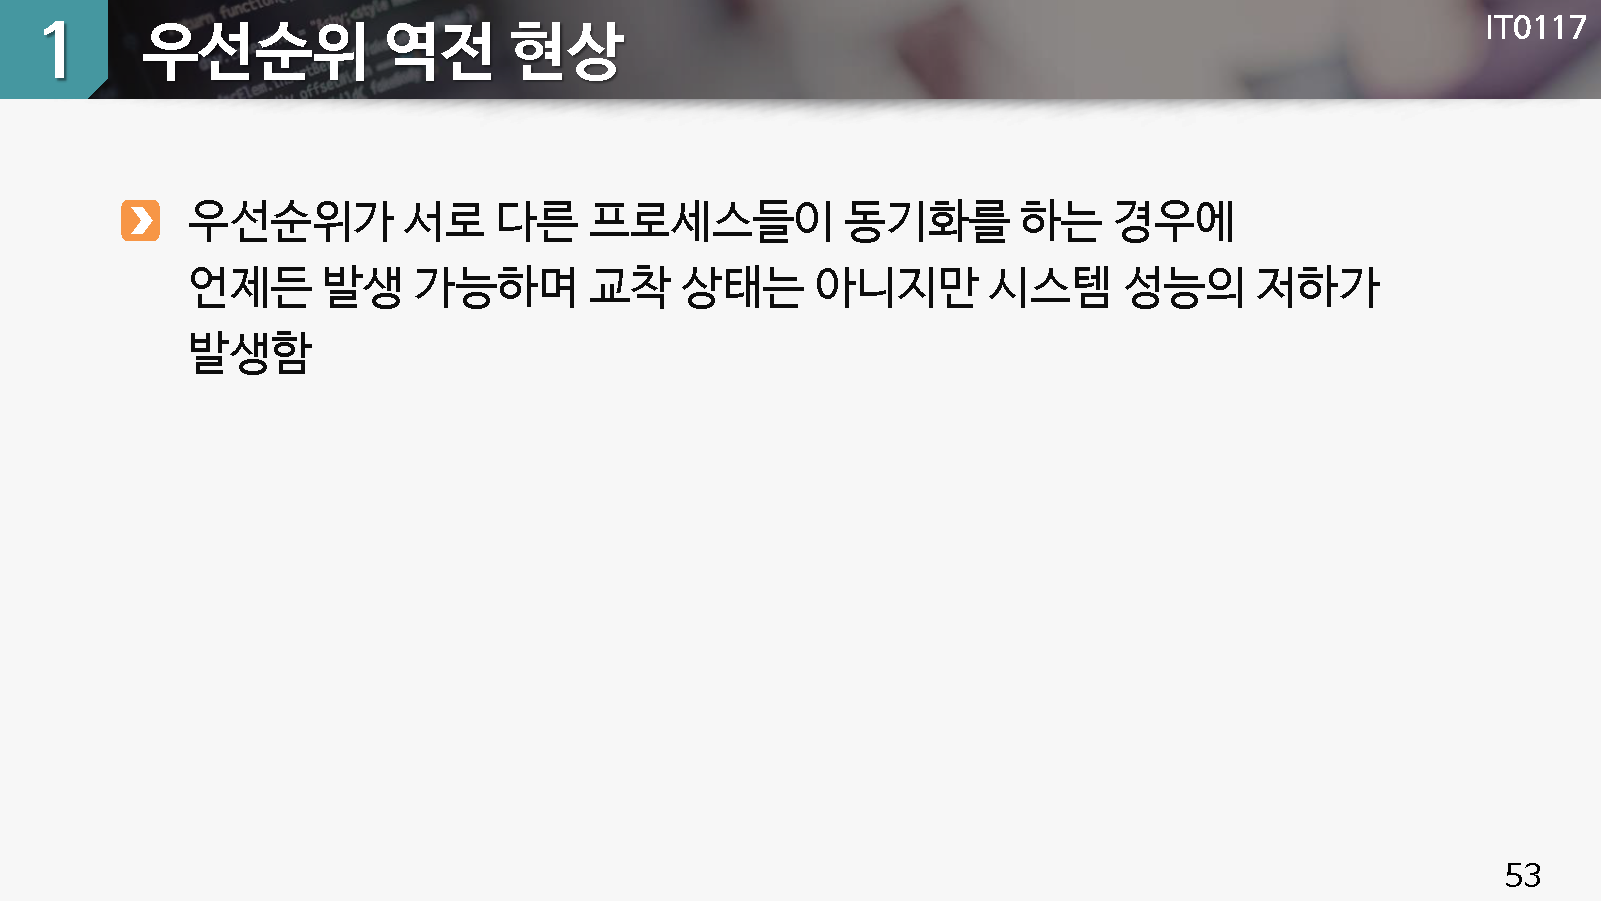 1 우선순위 역전 현상
IT0117
우선순위가 서로 다른 프로세스들이 동기화를 하는 경우에
언제든 발생 가능하며 교착 상태는 아니지만 시스템 성능의 저하가
발생함
53